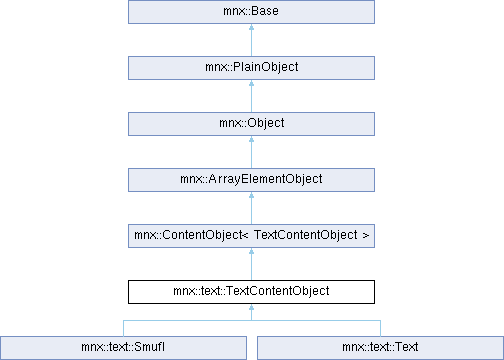 mnx::Base
mnx::PlainObject
mnx::Object
mnx::ArrayElementObject
mnx::ContentObject< TextContentObject >
mnx::text::TextContentObject
mnx::text::Smufl
mnx::text::Text